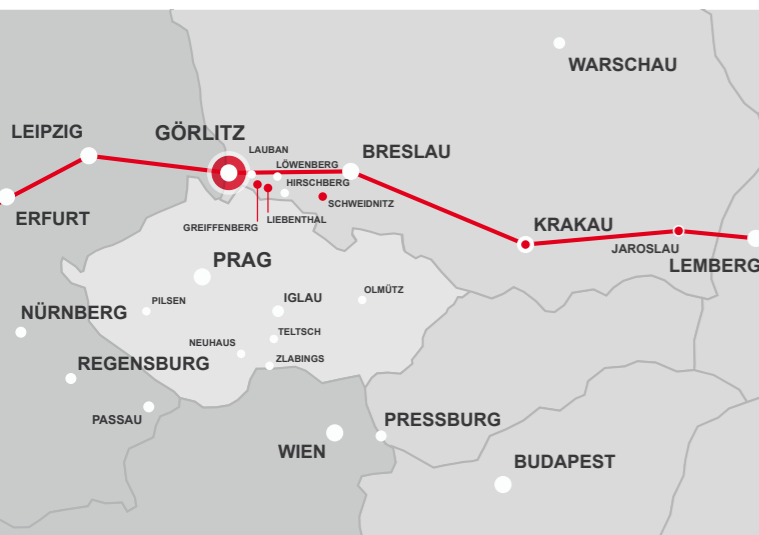 WARSCHAU
LEIPZIG
GÖRLITZ
LAUBAN
BRESLAU
LÖWENBERG
HIRSCHBERG
SCHWEIDNITZ
ERFURT
GREIFFENBERG
LIEBENTHAL
KRAKAU
JAROSLAU
LEMBERG
PRAG
OLMÜTZ
PILSEN
IGLAU
NÜRNBERG
TELTSCH
NEUHAUS
ZLABINGS
REGENSBURG
PASSAU
PRESSBURG
WIEN
BUDAPEST